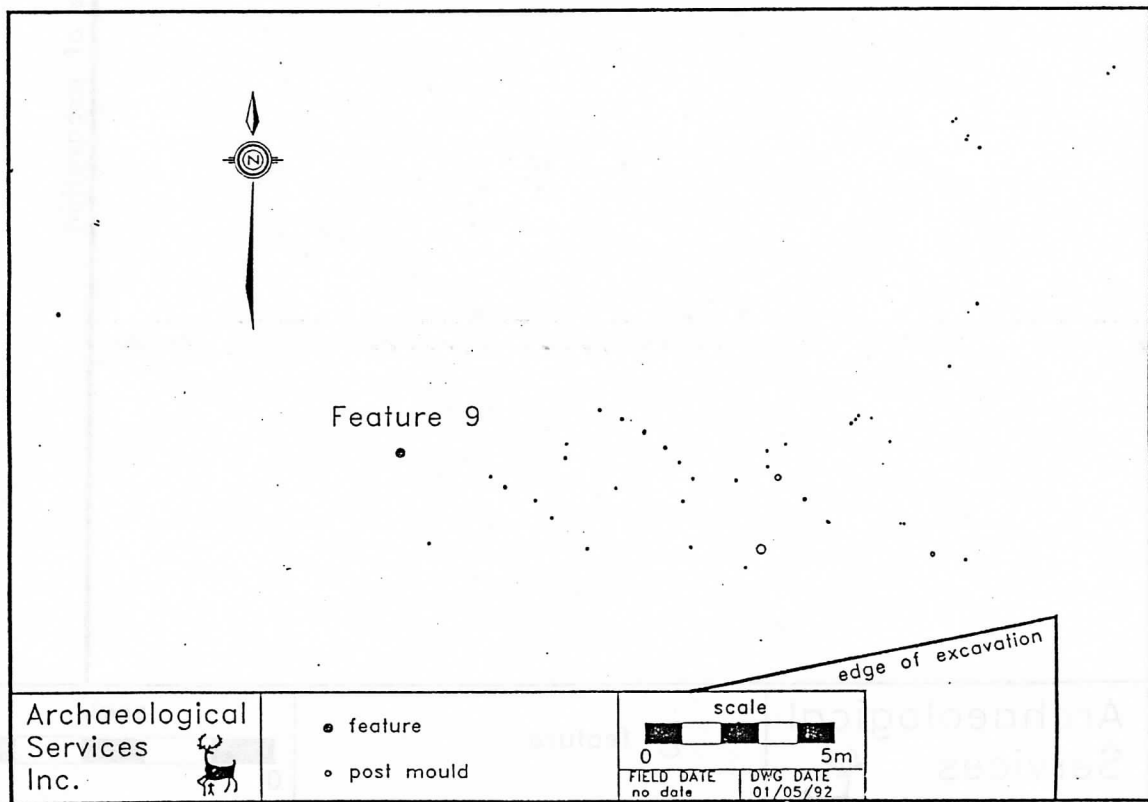 N
Feature 9
edge of excavation
Archaeological
Services
Inc.
feature
post mould
scale
0 5m
FIELD DATE
no date
DWG DATE
01/05/92